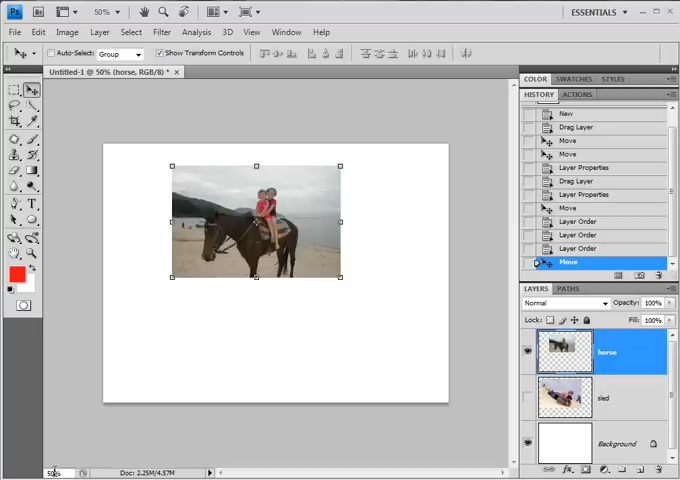 Ps Br 50% ESSENTIALS
File Edit Image Layer Select Filter Analysis 3D View Window Help
Auto-Select: Group Show Transform Controls
Untitled-1 @ 50% (horse, RGB/8) *
COLOR SWATCHES STYLES
HISTORY ACTIONS
New
Drag Layer
Move
Move
Layer Properties
Drag Layer
Layer Properties
Move
Layer Order
Layer Order
Layer Order
Move
LAYERS PATHS
Normal Opacity: 100%
Lock: Fill: 100%
horse
sled
Background
50% Doc: 2.25M/4.57M